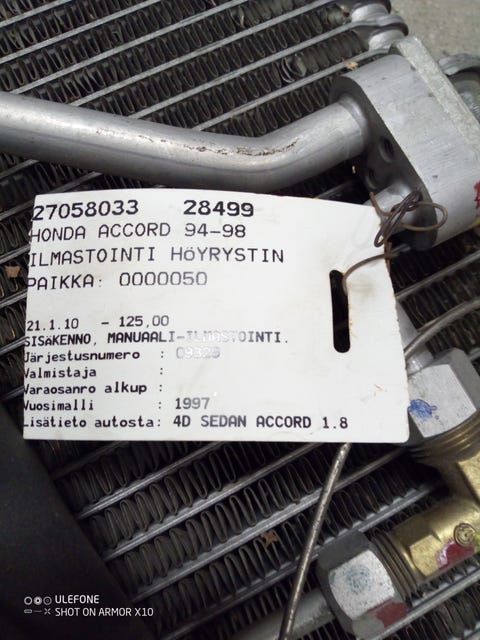 27058033 28499
HONDA ACCORD 94-98
ILMASTOINTI HöYRYSTIN
PAIKKA: 0000050
21.1.10 - 125,00
SISÄKENNO, MANUAALI-ILMASTOINTI.
Järjestusnumero : 09329
Valmistaja :
Varaosanro alkup :
Vuosimalli : 1997
Lisätieto autosta: 4D SEDAN ACCORD 1.8
ULEFONE
SHOT ON ARMOR X10